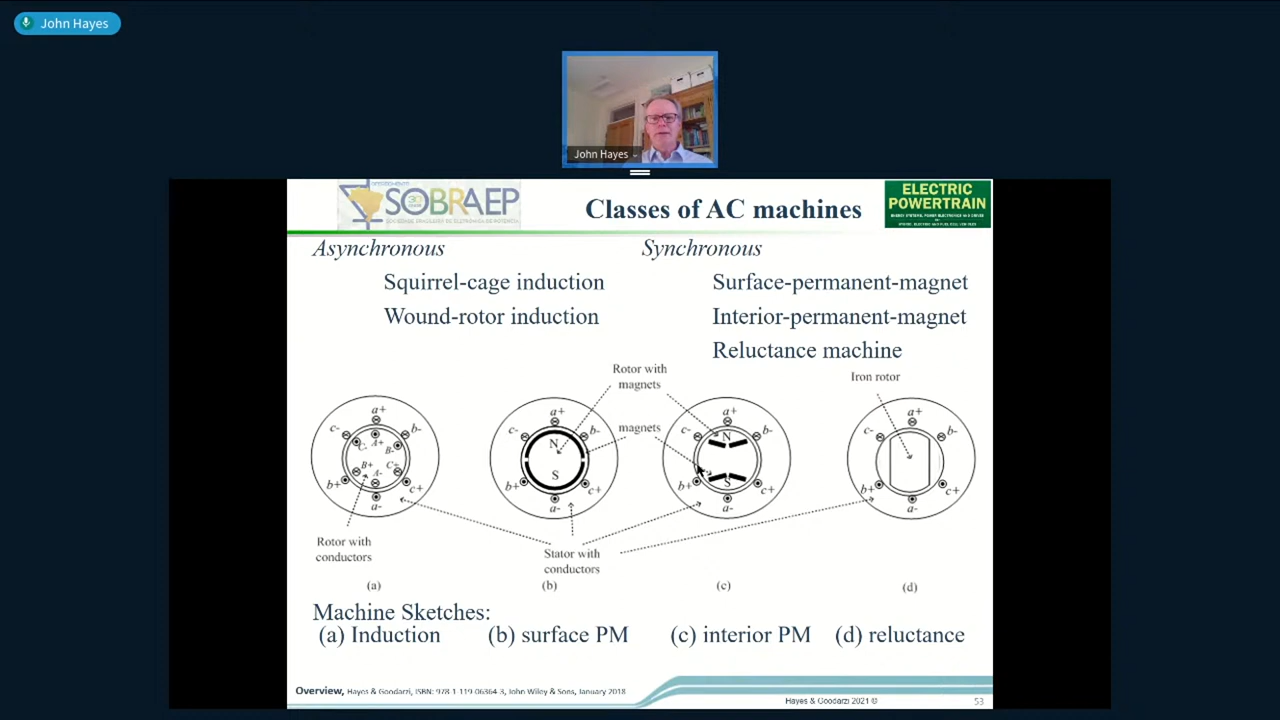 John Hayes
John Hayes
SOBRAEP
Classes of AC machines
ELECTRIC
POWERTRAIN
Asynchronous
Synchronous
Squirrel-cage induction
Surface-permanent-magnet
Wound-rotor induction
Interior-permanent-magnet
Reluctance machine
Rotor with
magnets
Iron rotor
magnets
a+
c-
b-
A+
C-
B-
B+
C+
A-
b+
c+
a-
a+
c-
b-
N
S
b+
c+
a-
a+
c-
b-
N
S
b+
c+
a-
a+
c-
b-
b+
c+
a-
Rotor with
conductors
Stator with
conductors
(a)
(b)
(c)
(d)
Machine Sketches:
(a) Induction
(b) surface PM
(c) interior PM
(d) reluctance
Overview, Hayes & Goodarzi, ISBN: 978-1-119-06364-3, John Wiley & Sons, January 2018
Hayes & Goodarzi 2021 ©
53